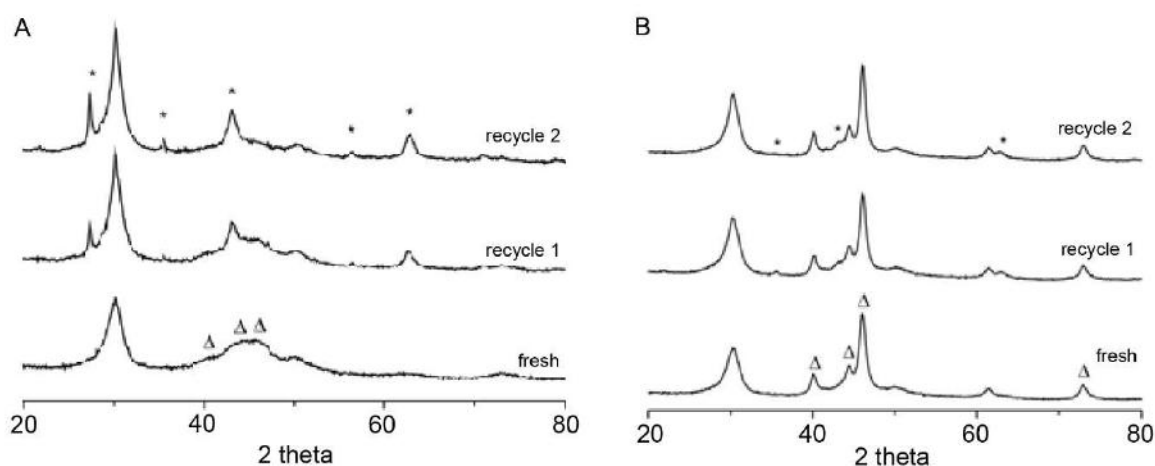 A
*
*
*
*
*
recycle 2
recycle 1
Δ Δ Δ
fresh
20 40 60 80
2 theta
B
*
*
*
recycle 2
recycle 1
Δ
Δ
Δ
fresh
Δ
20 40 60 80
2 theta